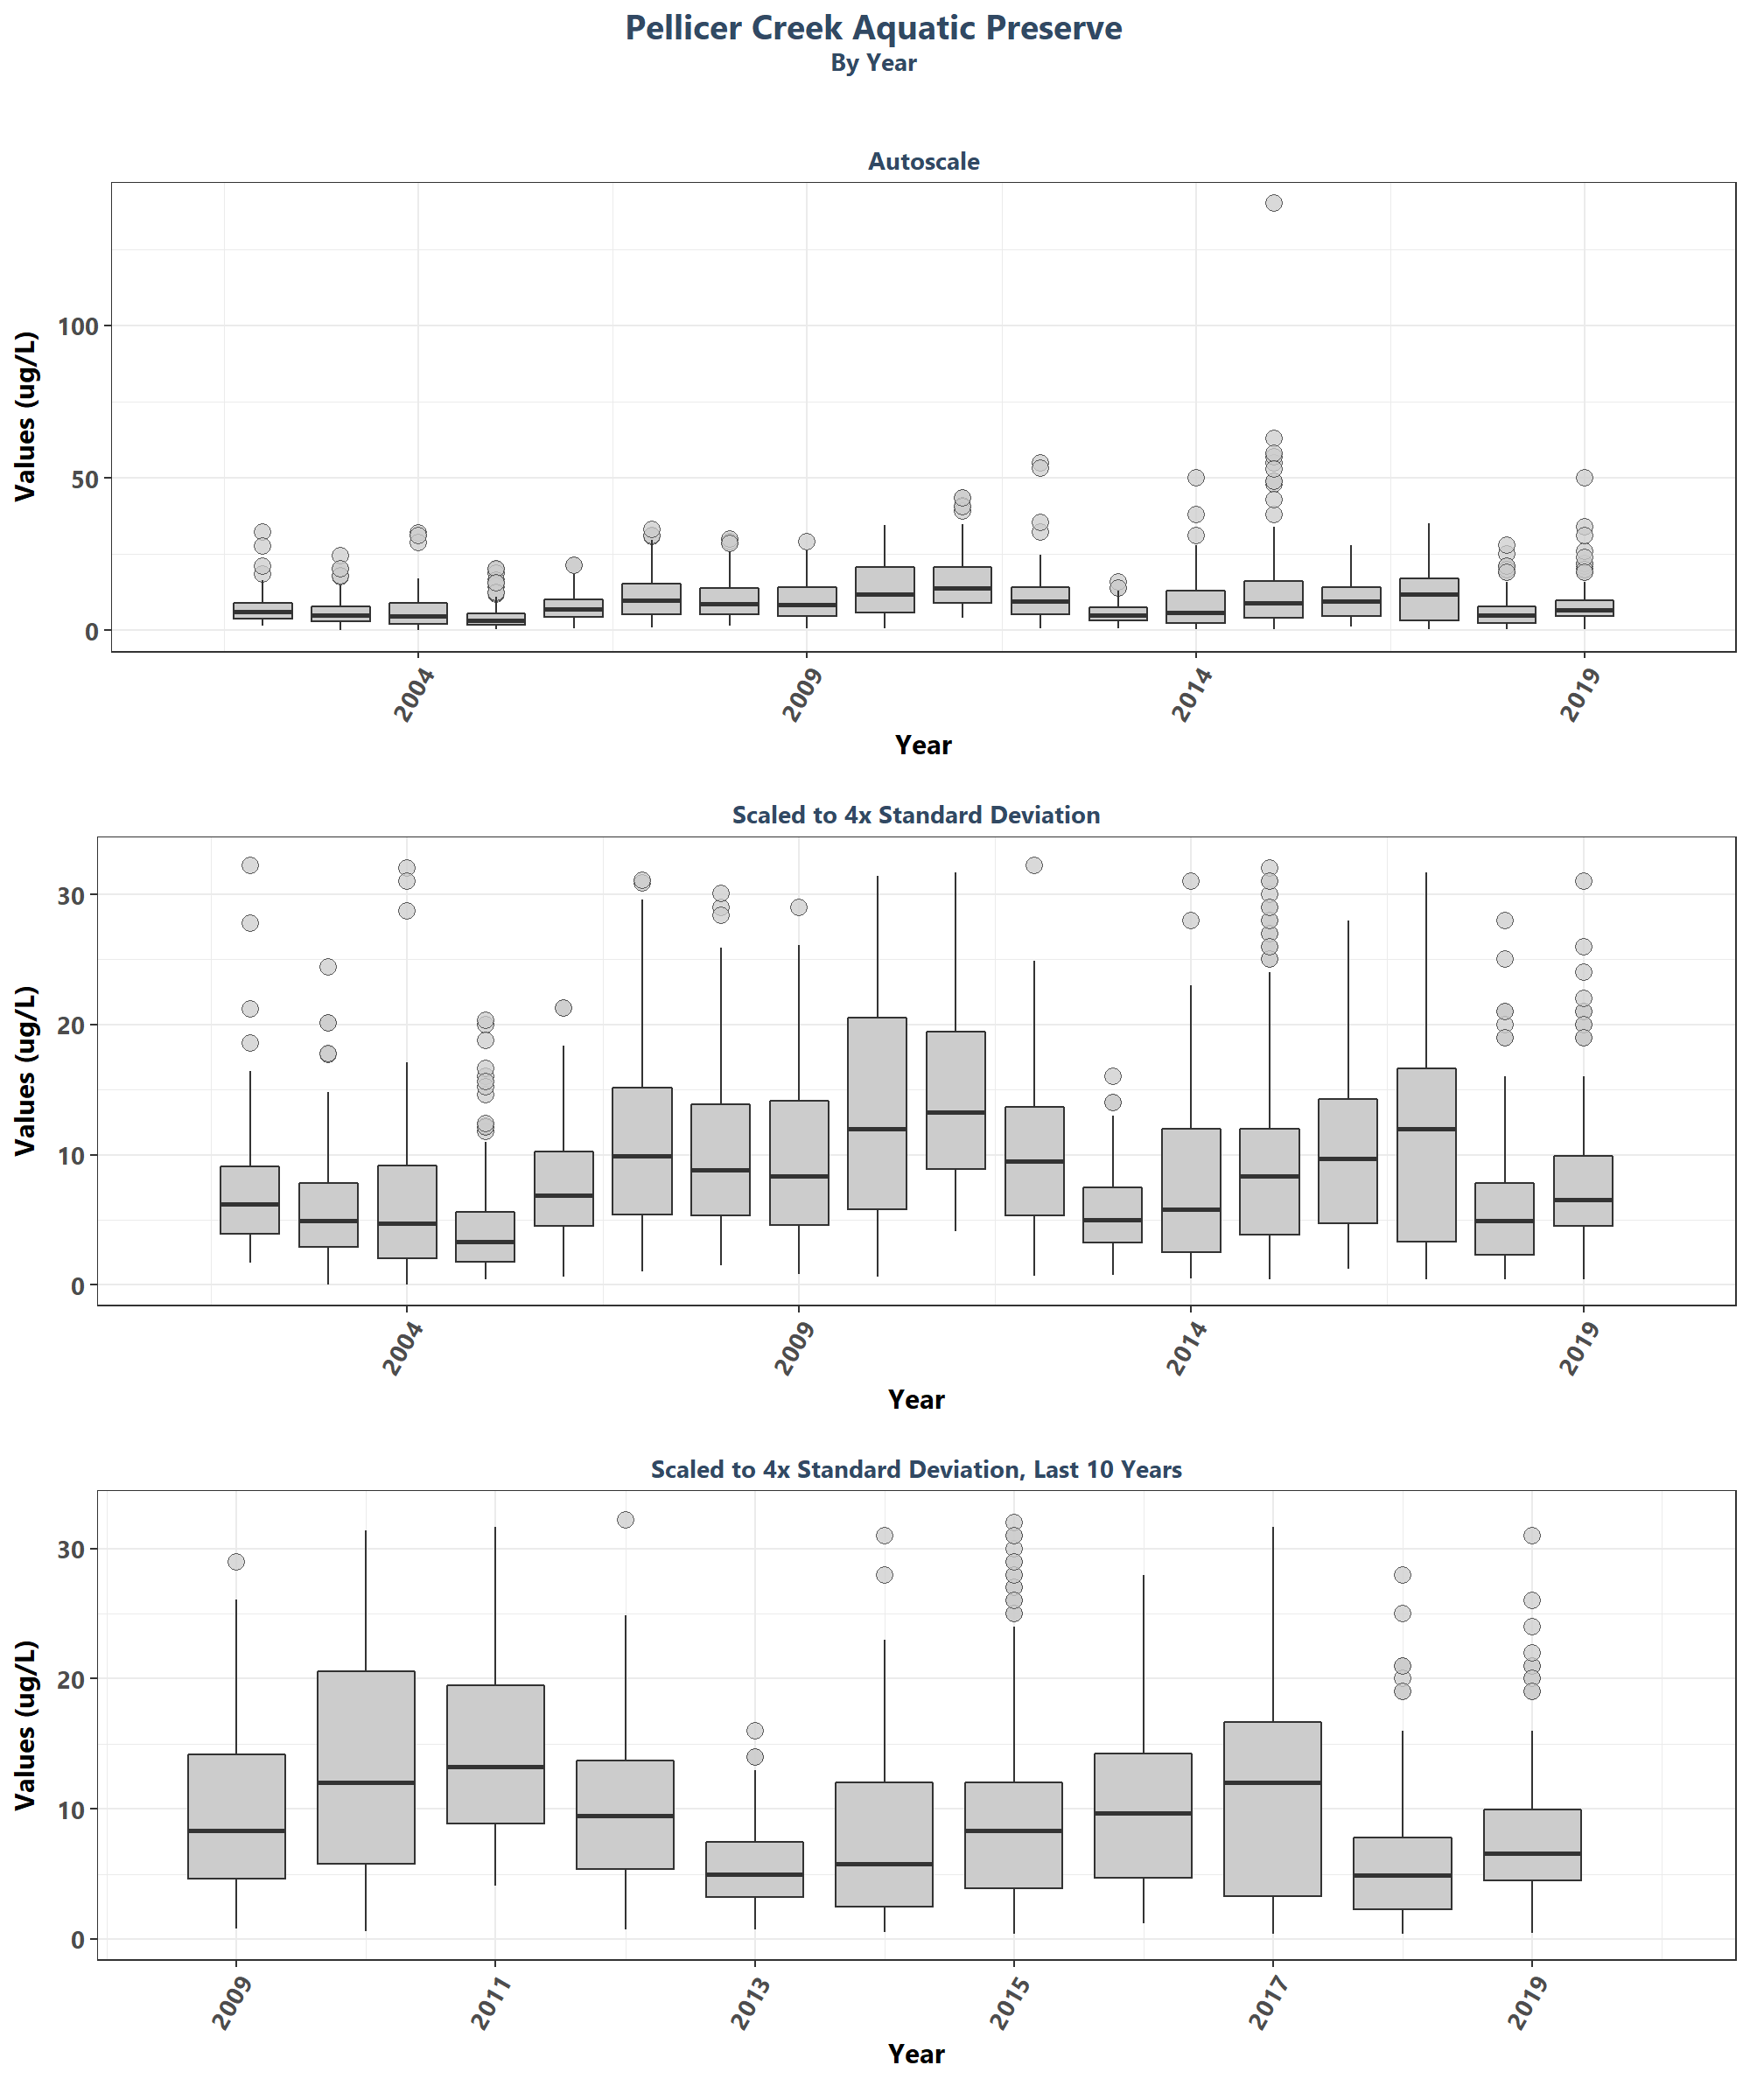 Pellicer Creek Aquatic Preserve
By Year
Autoscale
Values (ug/L)
100
50
0
2004
2009
2014
2019
Year
Scaled to 4x Standard Deviation
Values (ug/L)
30
20
10
0
2004
2009
2014
2019
Year
Scaled to 4x Standard Deviation, Last 10 Years
Values (ug/L)
30
20
10
0
2009
2011
2013
2015
2017
2019
Year